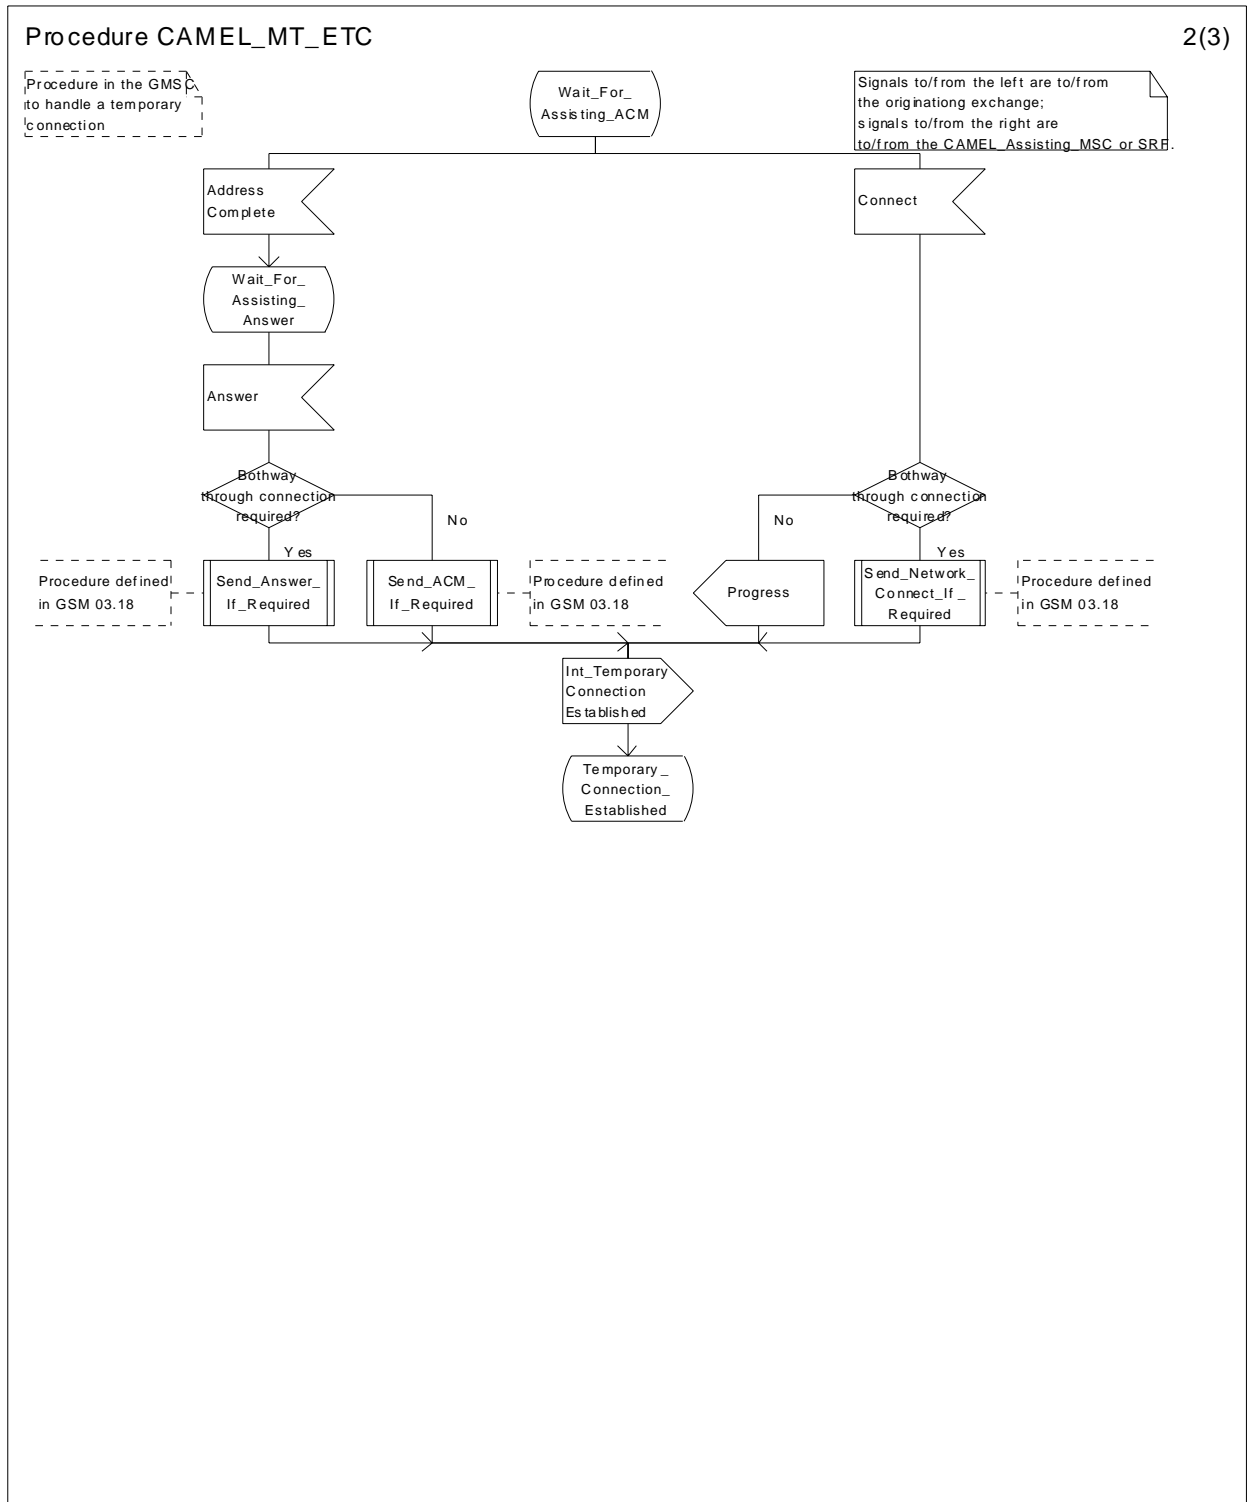 Procedure CAMEL_MT_ETC
2(3)
Procedure in the GMSC
to handle a temporary
connection
Wait_For_
Assisting_ACM
Signals to/from the left are to/from
the originationg exchange;
signals to/from the right are
to/from the CAMEL_Assisting_MSC or SRF.
Address
Complete
Connect
Wait_For_
Assisting_
Answer
Answer
Bothway
through connection
required?
No
Yes
Bothway
through connection
required?
No
Yes
Procedure defined
in GSM 03.18
Send_Answer_
If_Required
Send_ACM_
If_Required
Procedure defined
in GSM 03.18
Progress
Send_Network_
Connect_If_
Required
Procedure defined
in GSM 03.18
Int_Temporary
Connection
Established
Temporary_
Connection_
Established